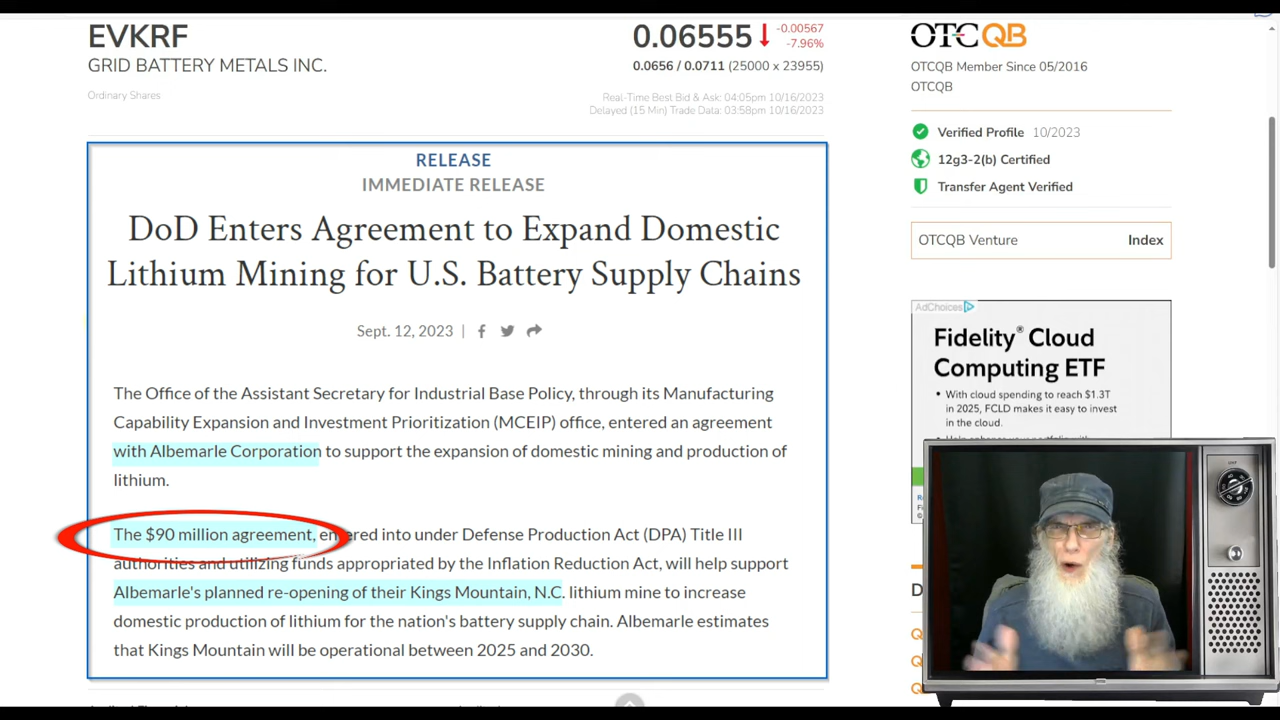 EVKRF
GRID BATTERY METALS INC.
Ordinary Shares
0.06555 -0.00567
-7.96%
0.0656 / 0.0711 (25000 x 23955)
Real-Time Best Bid & Ask: 04:05pm 10/16/2023
Delayed (15 Min) Trade Data: 03:58pm 10/16/2023
RELEASE
IMMEDIATE RELEASE
DoD Enters Agreement to Expand Domestic
Lithium Mining for U.S. Battery Supply Chains
Sept. 12, 2023 |
The Office of the Assistant Secretary for Industrial Base Policy, through its Manufacturing
Capability Expansion and Investment Prioritization (MCEIP) office, entered an agreement
with Albemarle Corporation to support the expansion of domestic mining and production of
lithium.
The $90 million agreement, entered into under Defense Production Act (DPA) Title III
authorities and utilizing funds appropriated by the Inflation Reduction Act, will help support
Albemarle's planned re-opening of their Kings Mountain, N.C. lithium mine to increase
domestic production of lithium for the nation's battery supply chain. Albemarle estimates
that Kings Mountain will be operational between 2025 and 2030.
OTCQB
OTCQB Member Since 05/2016
OTCQB
Verified Profile 10/2023
12g3-2(b) Certified
Transfer Agent Verified
OTCQB Venture Index
AdChoices
Fidelity® Cloud
Computing ETF
• With cloud spending to reach $1.3T
in 2025, FCLD makes it easy to invest
in the cloud.